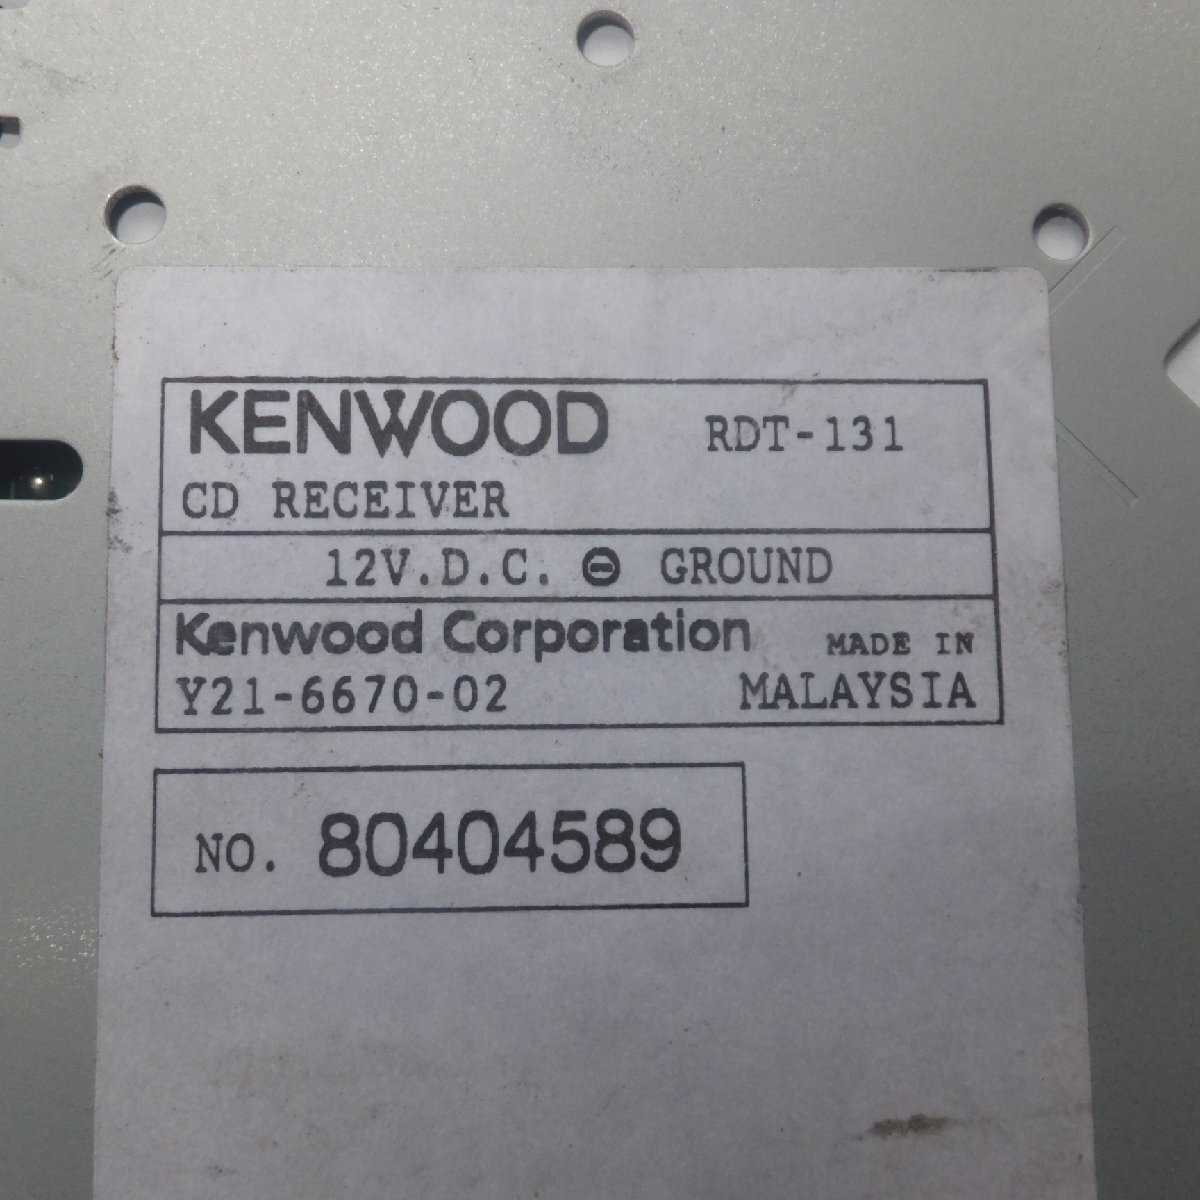 KENWOOD RDT-131
CD RECEIVER
12V.D.C. ⊖ GROUND
Kenwood Corporation MADE IN
Y21-6670-02 MALAYSIA
NO. 80404589